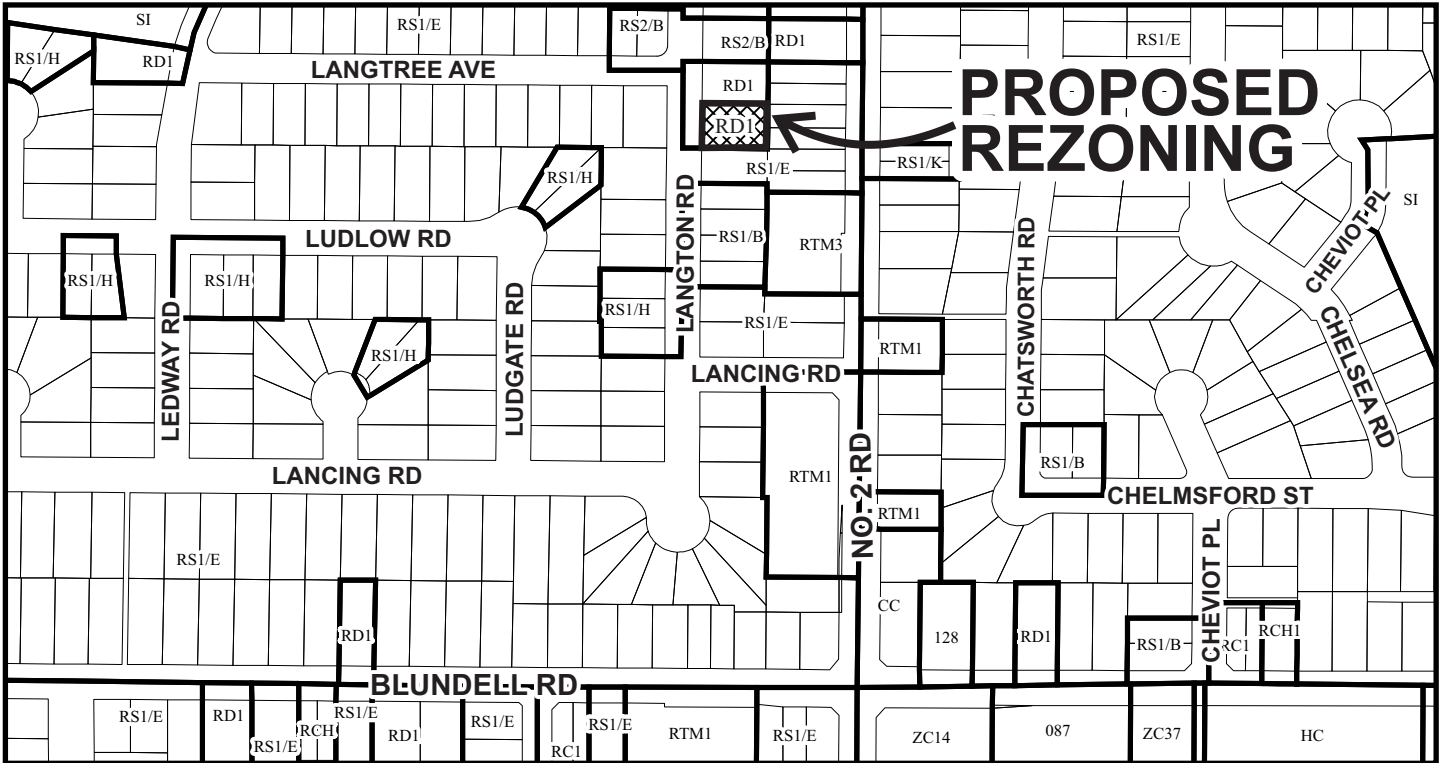 SI
RS1/E
RS2/B
RS2/B
RD1
RS1/E
RS1/H
RD1
LANGTREE AVE
RD1
PROPOSED
REZONING
RD1
RS1/H
RS1/E
RS1/K
LANGTON RD
CHEVIOT PL
SI
LUDLOW RD
RS1/B
RTM3
CHATSWORTH RD
RS1/H
RS1/H
RS1/H
RS1/E
LEDWAY RD
LUDGATE RD
RS1/H
LANCING RD
RTM1
CHELSEA RD
LANCING RD
RTM1
NO. 2 RD
RS1/B
CHELMSFORD ST
RTM1
RS1/E
CHEVIOT PL
CC
RD1
128
RD1
RS1/B
RC1
RCH1
BLUNDELL RD
RS1/E
RD1
RS1/E
RCH
RS1/E
RD1
RS1/E
RC1
RS1/E
RTM1
RS1/E
ZC14
087
ZC37
HC